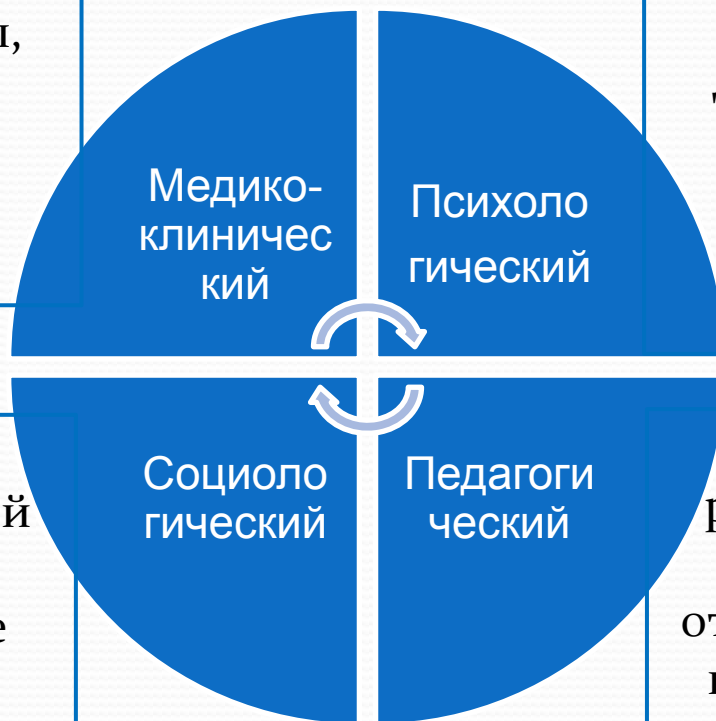 Медико-
клиничес
кий
Психоло
гический
Социоло
гический
Педагоги
ческий